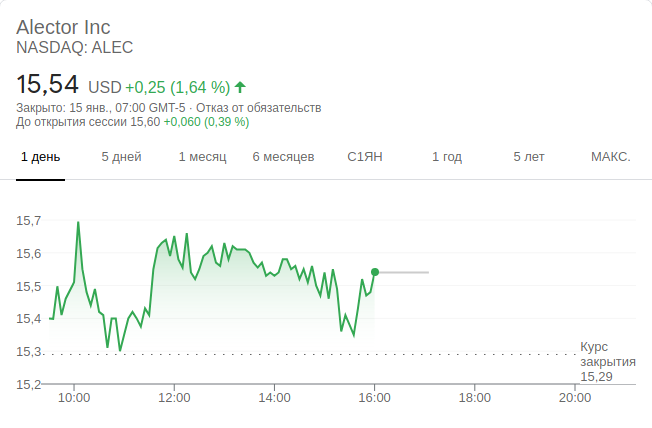 Alector Inc
NASDAQ: ALEC
15,54 USD +0,25 (1,64 %)
Закрыто: 15 янв., 07:00 GMT-5 · Отказ от обязательств
До открытия сессии 15,60 +0,060 (0,39 %)
1 день 5 дней 1 месяц 6 месяцев С1ЯН 1 год 5 лет МАКС.
15,7
15,6
15,5
15,4
15,3
15,2
Курс
закрытия
15,29
10:00 12:00 14:00 16:00 18:00 20:00